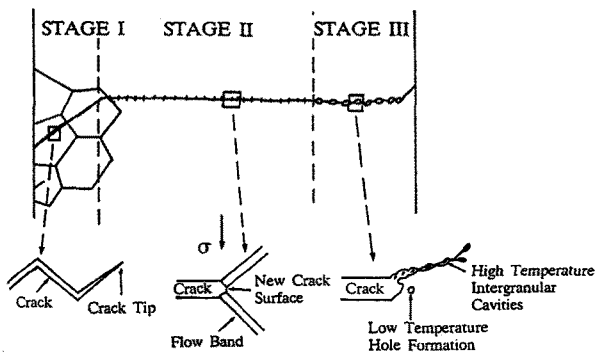 STAGE I
STAGE II
STAGE III
σ
Crack
Crack Tip
Crack
New Crack
Surface
Flow Band
Crack
High Temperature
Intergranular
Cavities
Low Temperature
Hole Formation